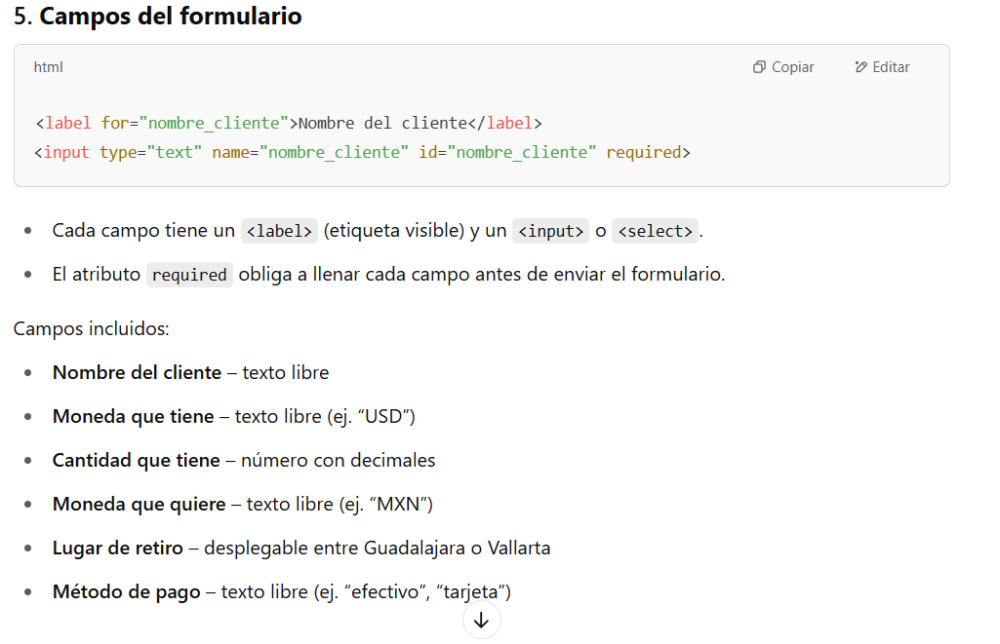 5. Campos del formulario
html
Copiar
Editar
<label for="nombre_cliente">Nombre del cliente</label>
<input type="text" name="nombre_cliente" id="nombre_cliente" required>
Cada campo tiene un <label> (etiqueta visible) y un <input> o <select>.
El atributo required obliga a llenar cada campo antes de enviar el formulario.
Campos incluidos:
Nombre del cliente – texto libre
Moneda que tiene – texto libre (ej. “USD”)
Cantidad que tiene – número con decimales
Moneda que quiere – texto libre (ej. “MXN”)
Lugar de retiro – desplegable entre Guadalajara o Vallarta
Método de pago – texto libre (ej. “efectivo”, “tarjeta”)